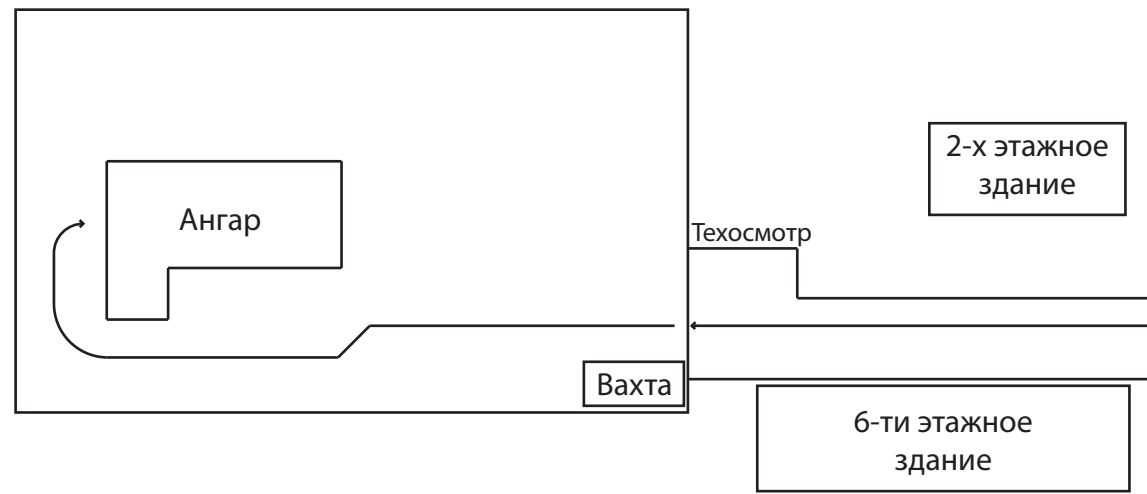 2-х этажное
здание
Ангар
Техосмотр
Вахта
6-ти этажное
здание